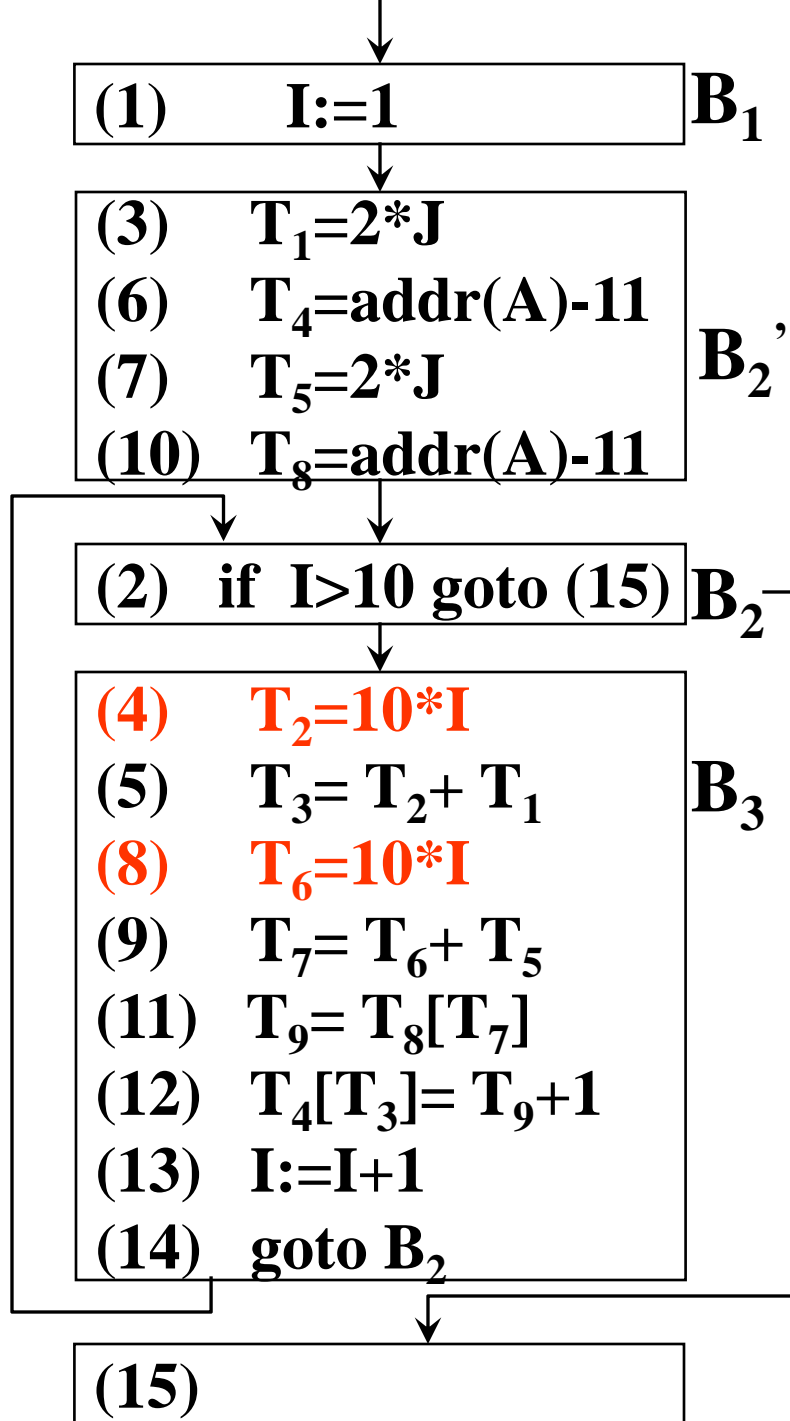 (1) I:=1 B₁
(3) T₁=2*J
(6) T₄=addr(A)-11
B₂’
(7) T₅=2*J
(10) T₈=addr(A)-11
(2) if I>10 goto (15) B₂
(4) T₂=10*I
(5) T₃= T₂+ T₁ B₃
(8) T₆=10*I
(9) T₇= T₆+ T₅
(11) T₉= T₈[T₇]
(12) T₄[T₃]= T₉+1
(13) I:=I+1
(14) goto B₂
(15)